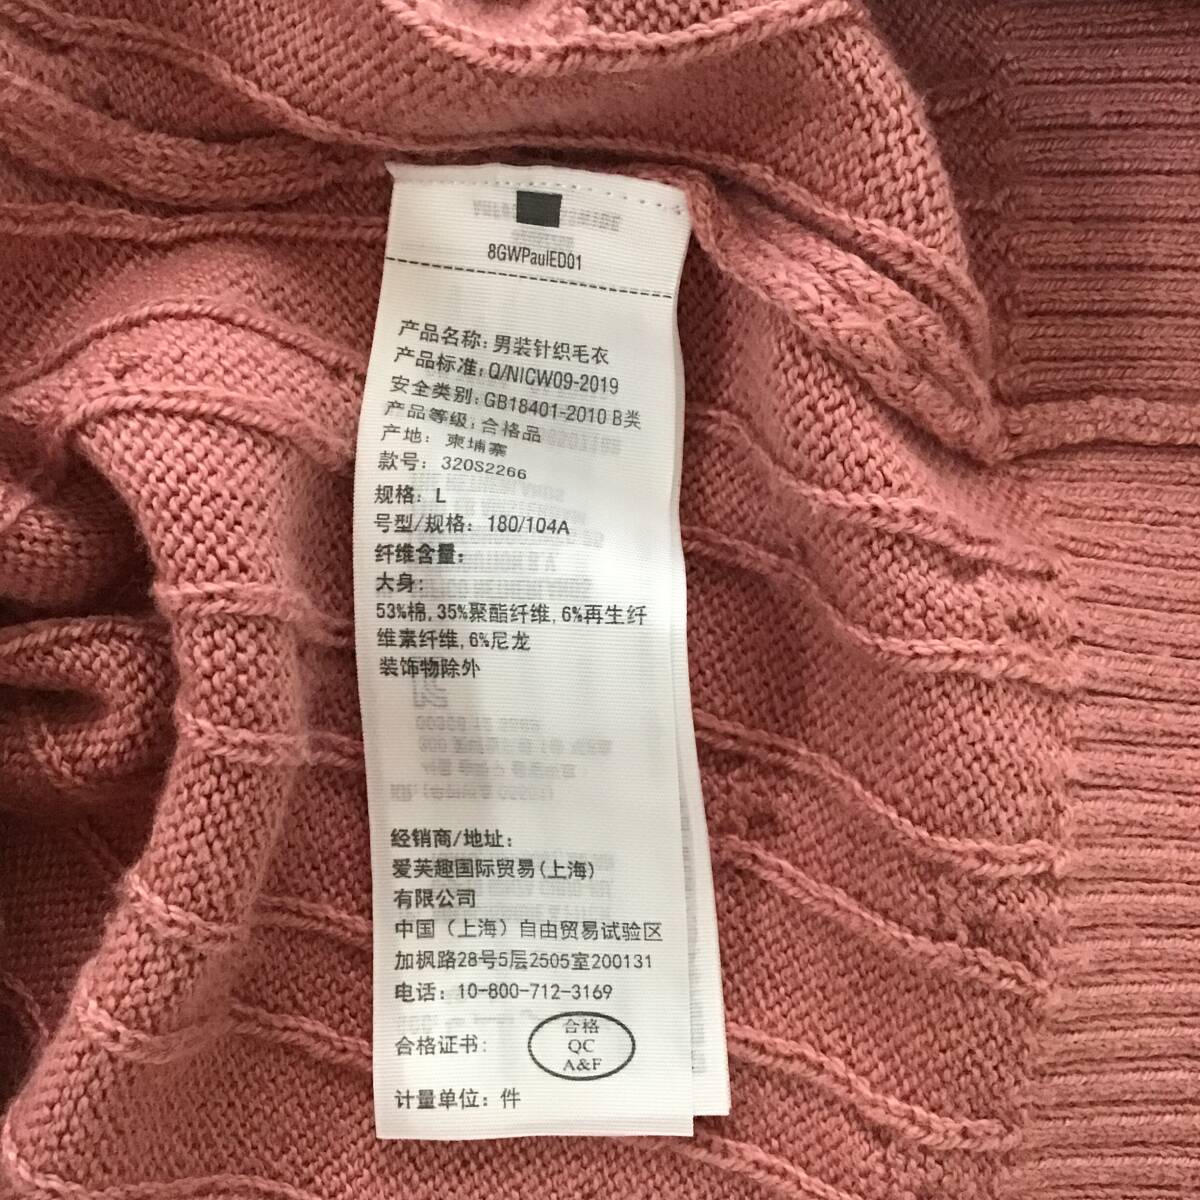 8GWPaulED01
产品名称: 男装针织毛衣
产品标准: Q/NICW09-2019
安全类别: GB18401-2010 B类
产品等级: 合格品
产地: 柬埔寨
款号: 320S2266
规格: L
号型/规格: 180/104A
纤维含量:
大身:
53%棉, 35%聚酯纤维, 6%再生纤
维素纤维, 6%尼龙
装饰物除外
经销商/地址:
爱芙趣国际贸易(上海)
有限公司
中国（上海）自由贸易试验区
加枫路28号5层2505室200131
电话: 10-800-712-3169
合格证书:
合格
QC
A&F
计量单位: 件